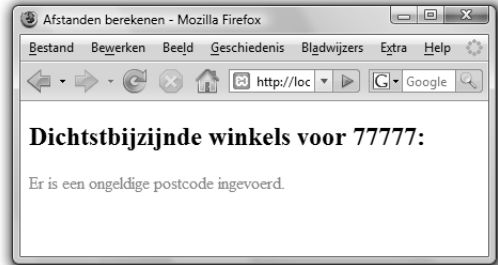 Afstanden berekenen - Mozilla Firefox
Bestand Bewerken Beeld Geschiedenis Bladwijzers Extra Help
http://loc G Google
Dichtstbijzijnde winkels voor 77777:
Er is een ongeldige postcode ingevoerd.